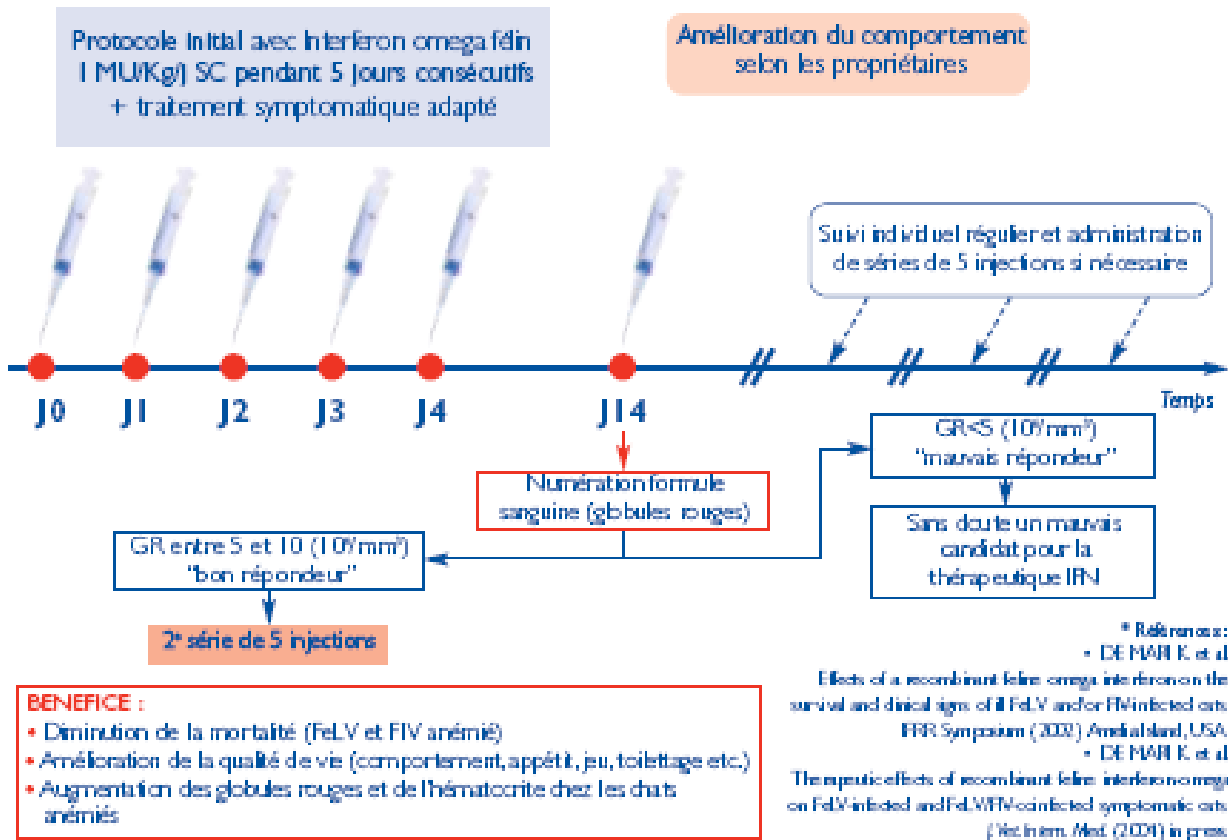 Protocole initial avec Interféron omega félin
1 MU/Kg/J SC pendant 5 jours consécutifs
+ traitement symptomatique adapté
Amélioration du comportement
selon les propriétaires
Suivi individuel régulier et administration
de séries de 5 injections si nécessaire
J0
J1
J2
J3
J4
J14
Temps
Numération formule
sanguine (globules rouges)
GR<5 (10⁶/mm³)
"mauvais répondeur"
Sans doute un mauvais
candidat pour la
thérapeutique IFN
GR entre 5 et 10 (10⁶/mm³)
"bon répondeur"
2e série de 5 injections
BENEFICE :
• Diminution de la mortalité (FeLV et FIV anémié)
• Amélioration de la qualité de vie (comportement, appétit, jeu, toilettage etc.)
• Augmentation des globules rouges et de l'hématocrite chez les chats
anémiés
* Références :
• DE MARI K. et al
Effects of a recombinant feline omega interferon on the
survival and clinical signs of ill FeLV and/or FIV-infected cats
Symposium (2002) Amelia Island, USA
• DE MARI K. et al
Therapeutic effects of recombinant feline interferon-omega
on FeLV-infected and FeLV/FIV-coinfected symptomatic cats
J Vet. Intern. Med. (2004) in press